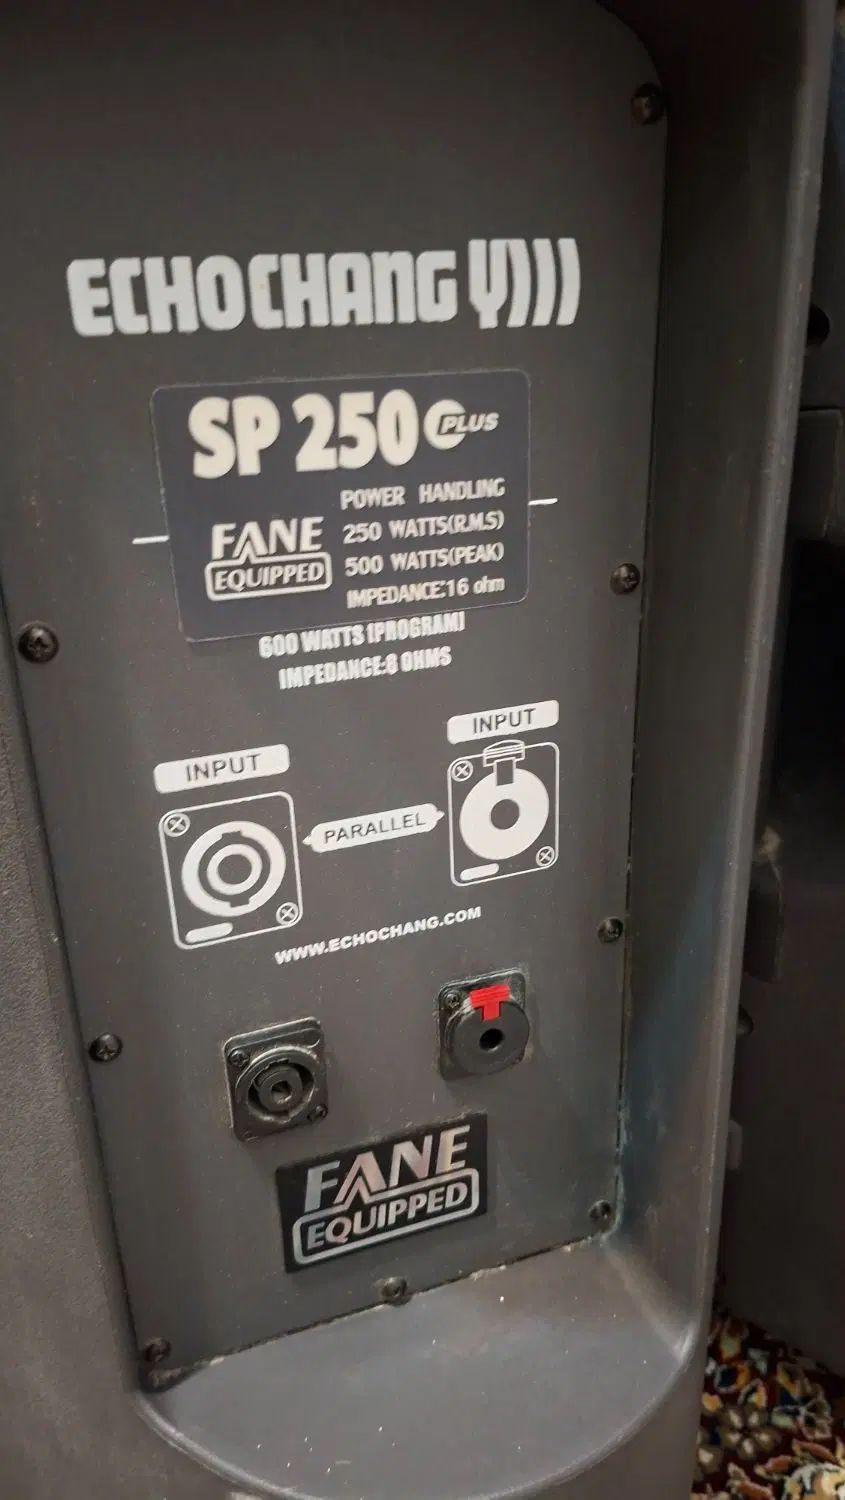 ECHOCHANG
SP 250 PLUS
POWER HANDLING
250 WATTS(R.M.S)
500 WATTS(PEAK)
IMPEDANCE:16 ohm
FANE
EQUIPPED
600 WATTS (PROGRAM)
IMPEDANCE:8 OHMS
INPUT
INPUT
PARALLEL
WWW.ECHOCHANG.COM
FANE
EQUIPPED